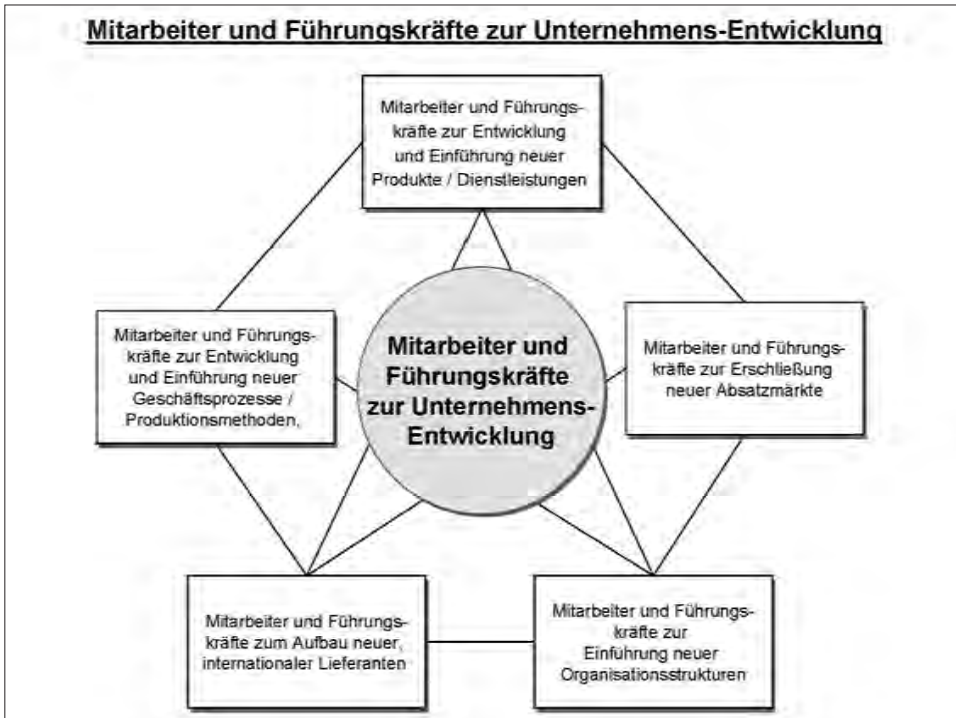 Mitarbeiter und Führungskräfte zur Unternehmens-Entwicklung
Mitarbeiter und Führungs-
kräfte zur Entwicklung
und Einführung neuer
Produkte / Dienstleistungen
Mitarbeiter und Führungs-
kräfte zur Entwicklung
und Einführung neuer
Geschäftsprozesse /
Produktionsmethoden,
Mitarbeiter und
Führungskräfte
zur Unternehmens-
Entwicklung
Mitarbeiter und Führungs-
kräfte zur Erschließung
neuer Absatzmärkte
Mitarbeiter und Führungs-
kräfte zum Aufbau neuer,
internationaler Lieferanten
Mitarbeiter und Führungs-
kräfte zur
Einführung neuer
Organisationsstrukturen